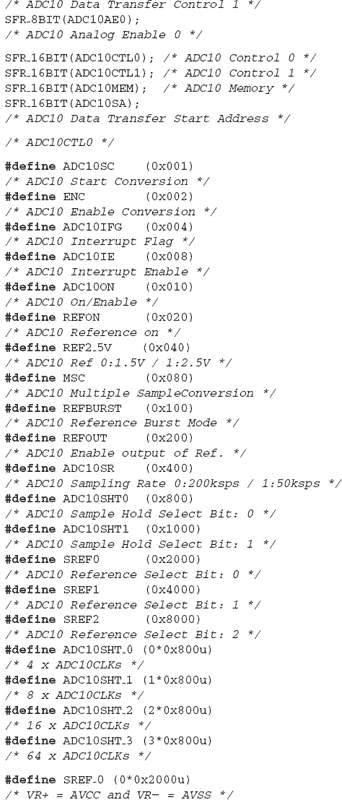 /* ADC10 Data Transfer Control 1 */
SFR_8BIT(ADC10AE0);
/* ADC10 Analog Enable 0 */
SFR_16BIT(ADC10CTL0); /* ADC10 Control 0 */
SFR_16BIT(ADC10CTL1); /* ADC10 Control 1 */
SFR_16BIT(ADC10MEM); /* ADC10 Memory */
SFR_16BIT(ADC10SA);
/* ADC10 Data Transfer Start Address */
/* ADC10CTL0 */
#define ADC10SC (0x001)
/* ADC10 Start Conversion */
#define ENC (0x002)
/* ADC10 Enable Conversion */
#define ADC10IFG (0x004)
/* ADC10 Interrupt Flag */
#define ADC10IE (0x008)
/* ADC10 Interrupt Enable */
#define ADC10ON (0x010)
/* ADC10 On/Enable */
#define REFON (0x020)
/* ADC10 Reference on */
#define REF2_5V (0x040)
/* ADC10 Ref 0:1.5V / 1:2.5V */
#define MSC (0x080)
/* ADC10 Multiple SampleConversion */
#define REFBURST (0x100)
/* ADC10 Reference Burst Mode */
#define REFOUT (0x200)
/* ADC10 Enable output of Ref. */
#define ADC10SR (0x400)
/* ADC10 Sampling Rate 0:200ksps / 1:50ksps */
#define ADC10SHT0 (0x800)
/* ADC10 Sample Hold Select Bit: 0 */
#define ADC10SHT1 (0x1000)
/* ADC10 Sample Hold Select Bit: 1 */
#define SREF0 (0x2000)
/* ADC10 Reference Select Bit: 0 */
#define SREF1 (0x4000)
/* ADC10 Reference Select Bit: 1 */
#define SREF2 (0x8000)
/* ADC10 Reference Select Bit: 2 */
#define ADC10SHT_0 (0*0x800u)
/* 4 x ADC10CLKs */
#define ADC10SHT_1 (1*0x800u)
/* 8 x ADC10CLKs */
#define ADC10SHT_2 (2*0x800u)
/* 16 x ADC10CLKs */
#define ADC10SHT_3 (3*0x800u)
/* 64 x ADC10CLKs */
#define SREF_0 (0*0x2000u)
/* VR+ = AVCC and VR− = AVSS */